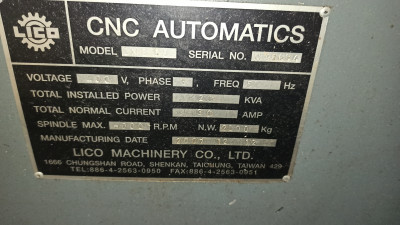 LICO
CNC AUTOMATICS
MODEL SERIAL NO.
VOLTAGE V, PHASE FREQ Hz
TOTAL INSTALLED POWER KVA
TOTAL NORMAL CURRENT AMP
SPINDLE MAX. R.P.M N.W. Kg
MANUFACTURING DATE
LICO MACHINERY CO., LTD.
1666 CHUNGSHAN ROAD, SHENKAN, TAICHUNG, TAIWAN 429
TEL:886-4-2563-0950 FAX:886-4-2563-0951